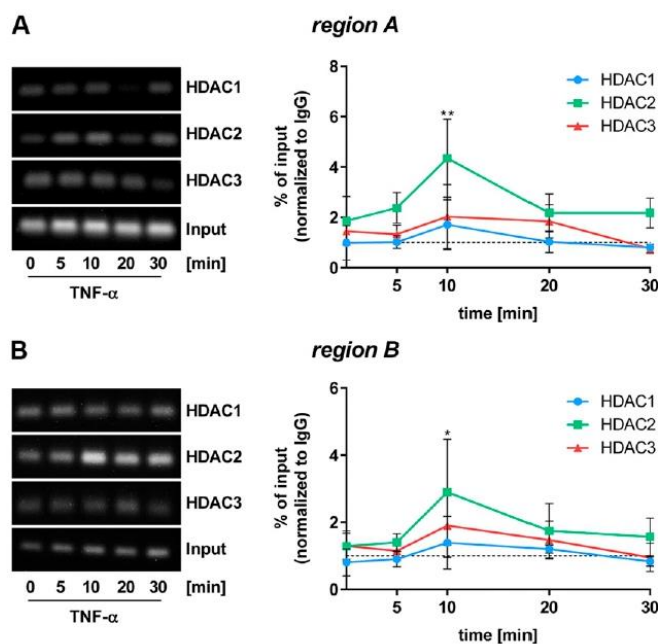 A
region A
HDAC1
HDAC2
HDAC3
Input
0 5 10 20 30 [min]
TNF-α
% of input
(normalized to IgG)
8
6
4
2
0
**
HDAC1
HDAC2
HDAC3
5 10 20 30
time [min]
B
region B
HDAC1
HDAC2
HDAC3
Input
0 5 10 20 30 [min]
TNF-α
% of input
(normalized to IgG)
6
4
2
0
*
HDAC1
HDAC2
HDAC3
5 10 20 30
time [min]